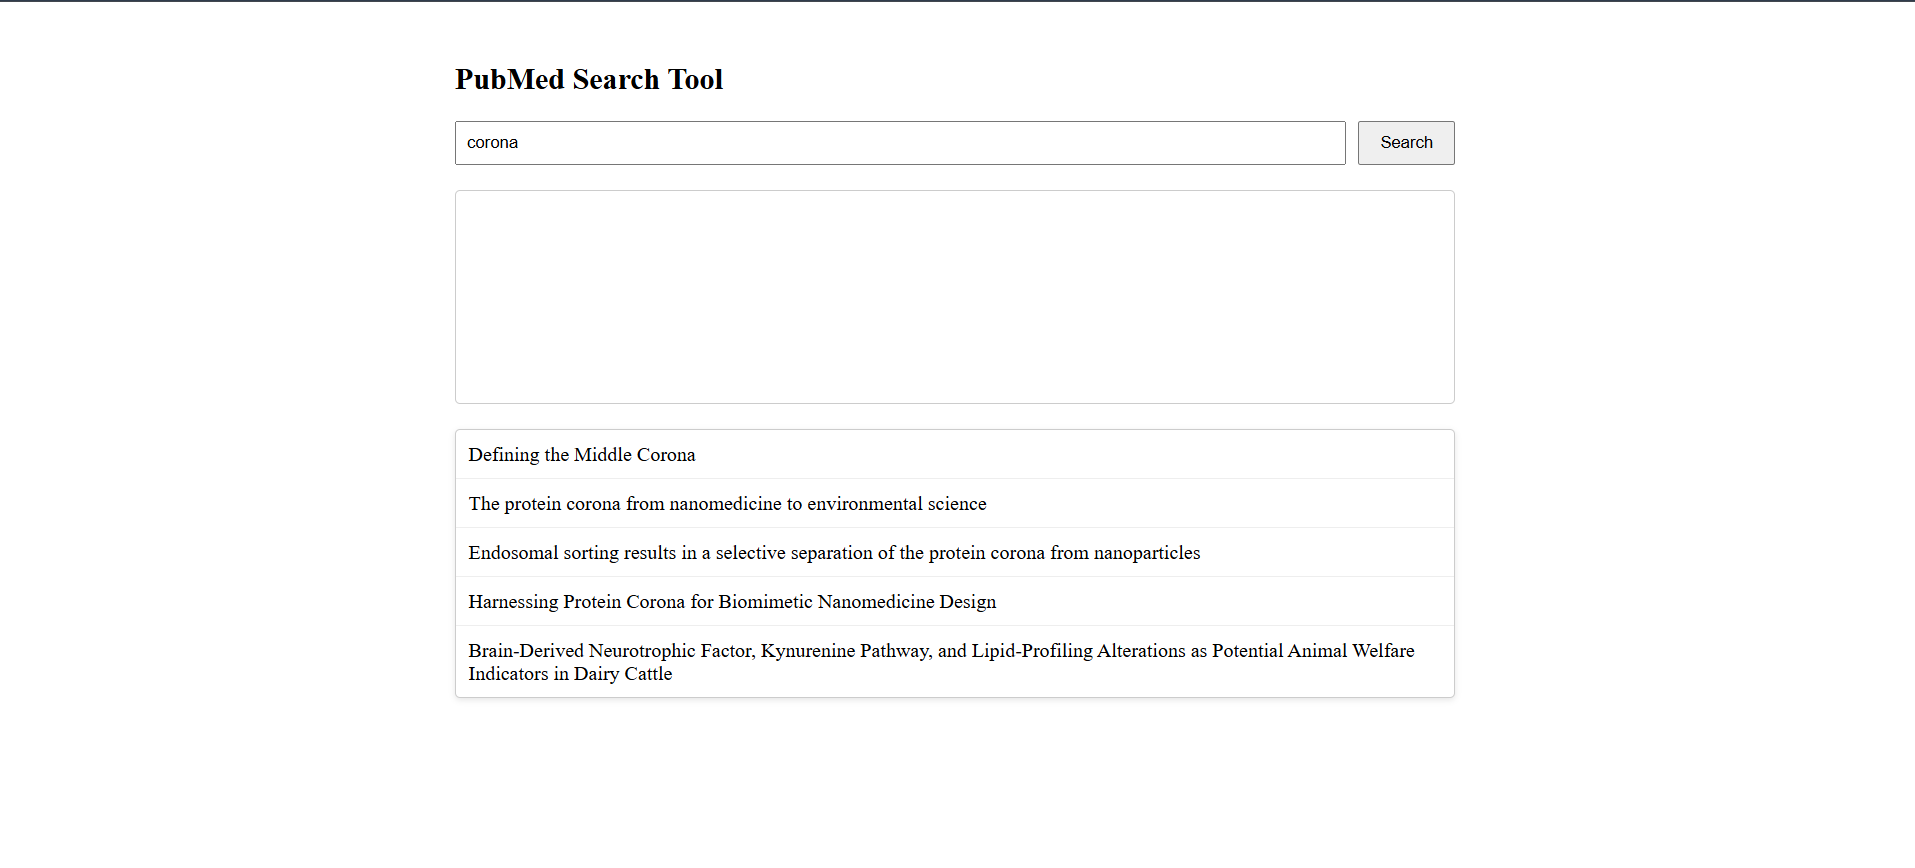 PubMed Search Tool
corona
Search
Defining the Middle Corona
The protein corona from nanomedicine to environmental science
Endosomal sorting results in a selective separation of the protein corona from nanoparticles
Harnessing Protein Corona for Biomimetic Nanomedicine Design
Brain-Derived Neurotrophic Factor, Kynurenine Pathway, and Lipid-Profiling Alterations as Potential Animal Welfare
Indicators in Dairy Cattle